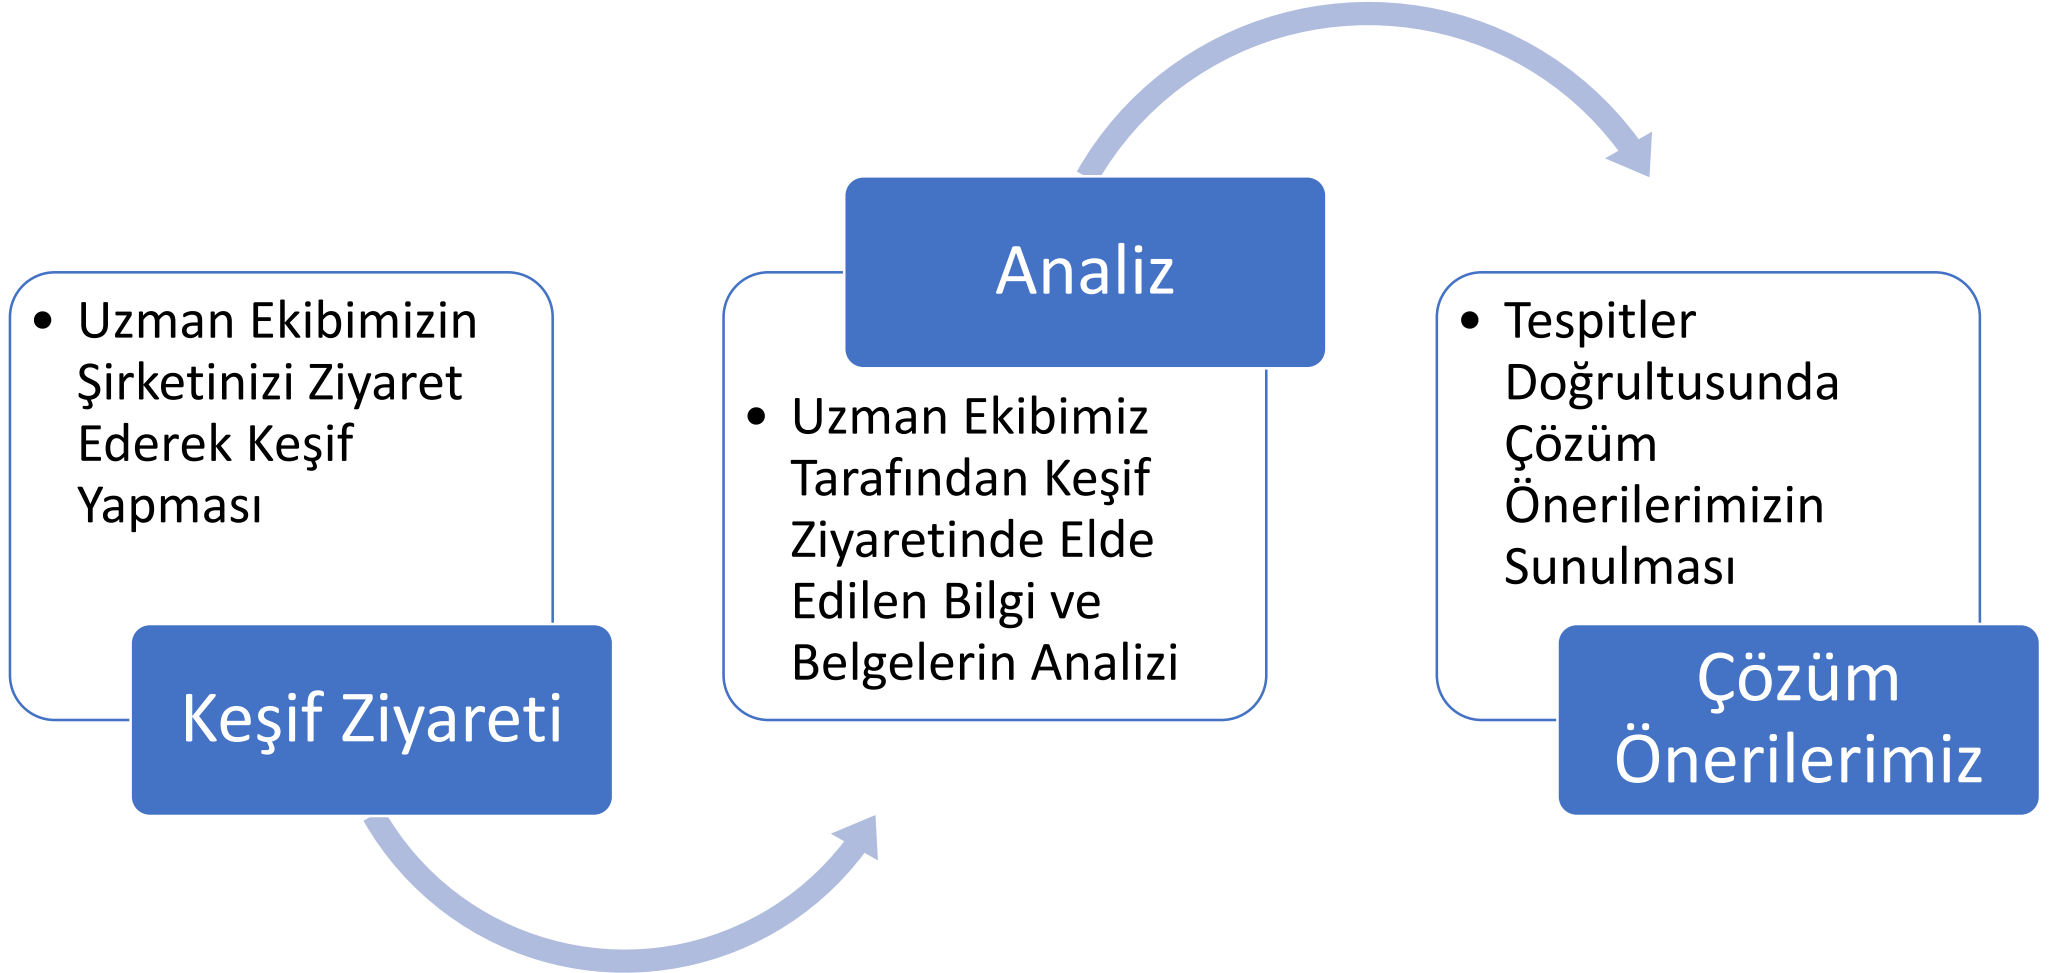 • Uzman Ekibimizin
Şirketinizi Ziyaret
Ederek Keşif
Yapması
Keşif Ziyareti
Analiz
• Uzman Ekibimiz
Tarafından Keşif
Ziyaretinde Elde
Edilen Bilgi ve
Belgelerin Analizi
• Tespitler
Doğrultusunda
Çözüm
Önerilerimizin
Sunulması
Çözüm
Önerilerimiz